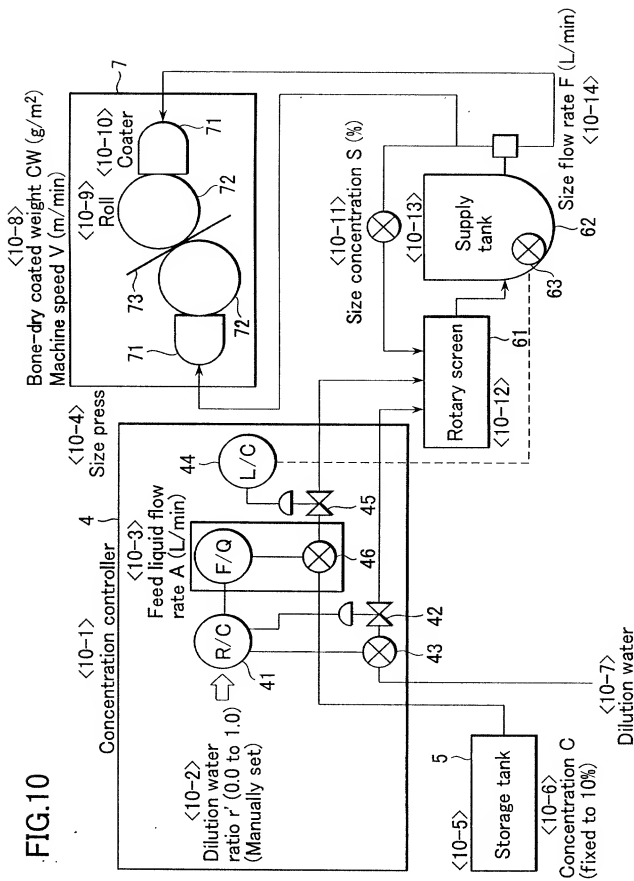 FIG.10
<10-1>
Concentration controller
4
<10-2>
Dilution water
ratio r' (0.0 to 1.0)
(Manually set)
<10-3>
Feed liquid flow
rate A (L/min)
R/C
41
F/Q
L/C
44
42
43
45
46
<10-4>
Size press
<10-5>
Storage tank
5
<10-6>
Concentration C
(fixed to 10%)
<10-7>
Dilution water
<10-8>
Bone-dry coated weight CW (g/m²)
Machine speed V (m/min)
7
<10-9>
Roll
<10-10>
Coater
71
72
73
71
72
<10-11>
Size concentration S (%)
<10-12>
Rotary screen
61
<10-13>
Supply
tank
62
63
Size flow rate F (L/min)
<10-14>